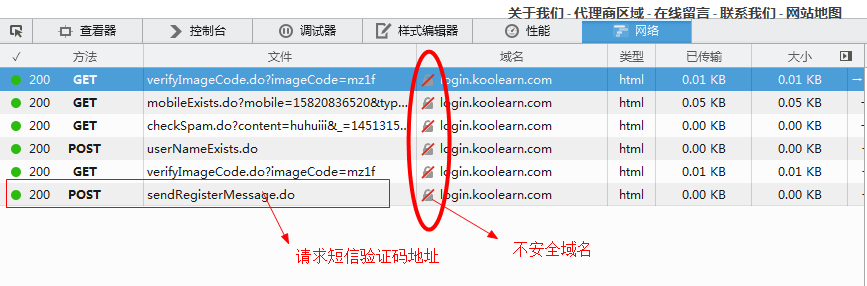 关于我们 - 代理商区域 - 在线留言 - 联系我们 - 网站地图
查看器 控制台 调试器 样式编辑器 性能 网络
✓ 方法 文件 域名 类型 已传输 大小
200 GET verifyImageCode.do?imageCode=mz1f login.koolearn.com html 0.01 KB 0.01 KB →
200 GET mobileExists.do?mobile=15820836520&typ... login.koolearn.com html 0.05 KB 0.05 KB
200 GET checkSpam.do?content=huhuiii&_=1451315... login.koolearn.com html 0.00 KB 0.00 KB
200 POST userNameExists.do login.koolearn.com html 0.00 KB 0.00 KB
200 GET verifyImageCode.do?imageCode=mz1f login.koolearn.com html 0.01 KB 0.01 KB
200 POST sendRegisterMessage.do login.koolearn.com html 0.00 KB 0.00 KB
请求短信验证码地址
不安全域名